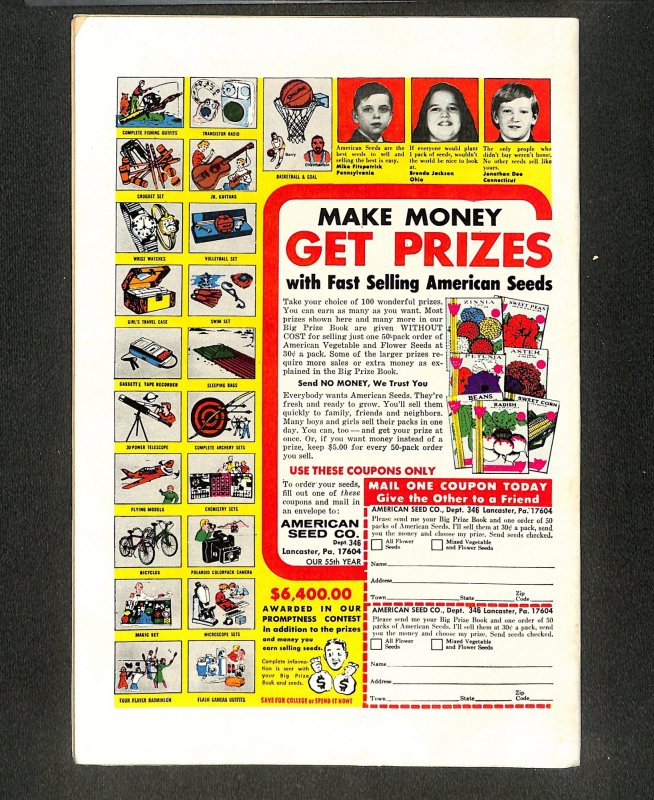 COMPLETE FISHING OUTFITS
TRANSISTOR RADIO
BASKETBALL & GOAL
CROQUET SET
JR. GUITARS
WRIST WATCHES
VOLLEYBALL SET
GIRL'S TRAVEL CASE
SWIM SET
CASSETTE TAPE RECORDER
SLEEPING BAGS
30-POWER TELESCOPE
COMPLETE ARCHERY SETS
FLYING MODELS
CHEMISTRY SETS
BICYCLES
POLAROID COLORPACK CAMERA
MAGIC SET
MICROSCOPE SETS
FOUR PLAYER BADMINTON
FLASH CAMERA OUTFITS
American Seeds are the
best seeds to sell and
selling the best is easy.
Mike Fitzpatrick
Pennsylvania
If everyone would plant
1 pack of seeds, wouldn't
the world be nice to look
at.
Brenda Jackson
Ohio
The only people who
didn't buy weren't home.
No other seeds sell like
yours.
Jonathan Dee
Connecticut
MAKE MONEY
GET PRIZES
with Fast Selling American Seeds
Take your choice of 100 wonderful prizes.
You can earn as many as you want. Most
prizes shown here and many more in our
Big Prize Book are given WITHOUT
COST for selling just one 50-pack order of
American Vegetable and Flower Seeds at
30¢ a pack. Some of the larger prizes re-
quire more sales or extra money as ex-
plained in the Big Prize Book.
Send NO MONEY, We Trust You
Everybody wants American Seeds. They're
fresh and ready to grow. You'll sell them
quickly to family, friends and neighbors.
Many boys and girls sell their packs in one
day. You can, too — and get your prize at
once. Or, if you want money instead of a
prize, keep $5.00 for every 50-pack order
you sell.
ZINNIA
SWEET PEAS
PETUNIA
ASTER
BEANS
RADISH
SWEET CORN
USE THESE COUPONS ONLY
To order your seeds,
fill out one of these
coupons and mail in
an envelope to:
AMERICAN
SEED CO.
Dept. 346
Lancaster, Pa. 17604
OUR 55th YEAR
MAIL ONE COUPON TODAY
Give the Other to a Friend
AMERICAN SEED CO., Dept. 346 Lancaster, Pa. 17604
Please send me your Big Prize Book and one order of 50
packs of American Seeds. I'll sell them at 30¢ a pack, send
you the money and choose my prize. Send seeds checked.
All Flower Seeds
Mixed Vegetable and Flower Seeds
Name
Address
Town State Zip Code
AMERICAN SEED CO., Dept. 346 Lancaster, Pa. 17604
Please send me your Big Prize Book and one order of 50
packs of American Seeds. I'll sell them at 30¢ a pack, send
you the money and choose my prize. Send seeds checked.
All Flower Seeds
Mixed Vegetable and Flower Seeds
Name
Address
Town State Zip Code
$6,400.00
AWARDED IN OUR
PROMPTNESS CONTEST
in addition to the prizes
and money you
earn selling seeds.
Complete informa-
tion is sent with
your Big Prize
Book and seeds.
$ $
SAVE FOR COLLEGE or SPEND IT NOW!